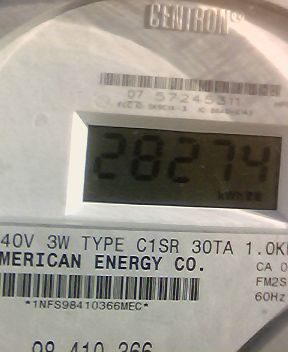 CENTRON®
07 57245311
28274
kWh
40V 3W TYPE C1SR 30TA 1.0K
MERICAN ENERGY CO.
CA 0
FM2S
*1NFS98410366MEC*
60Hz
98 410 366